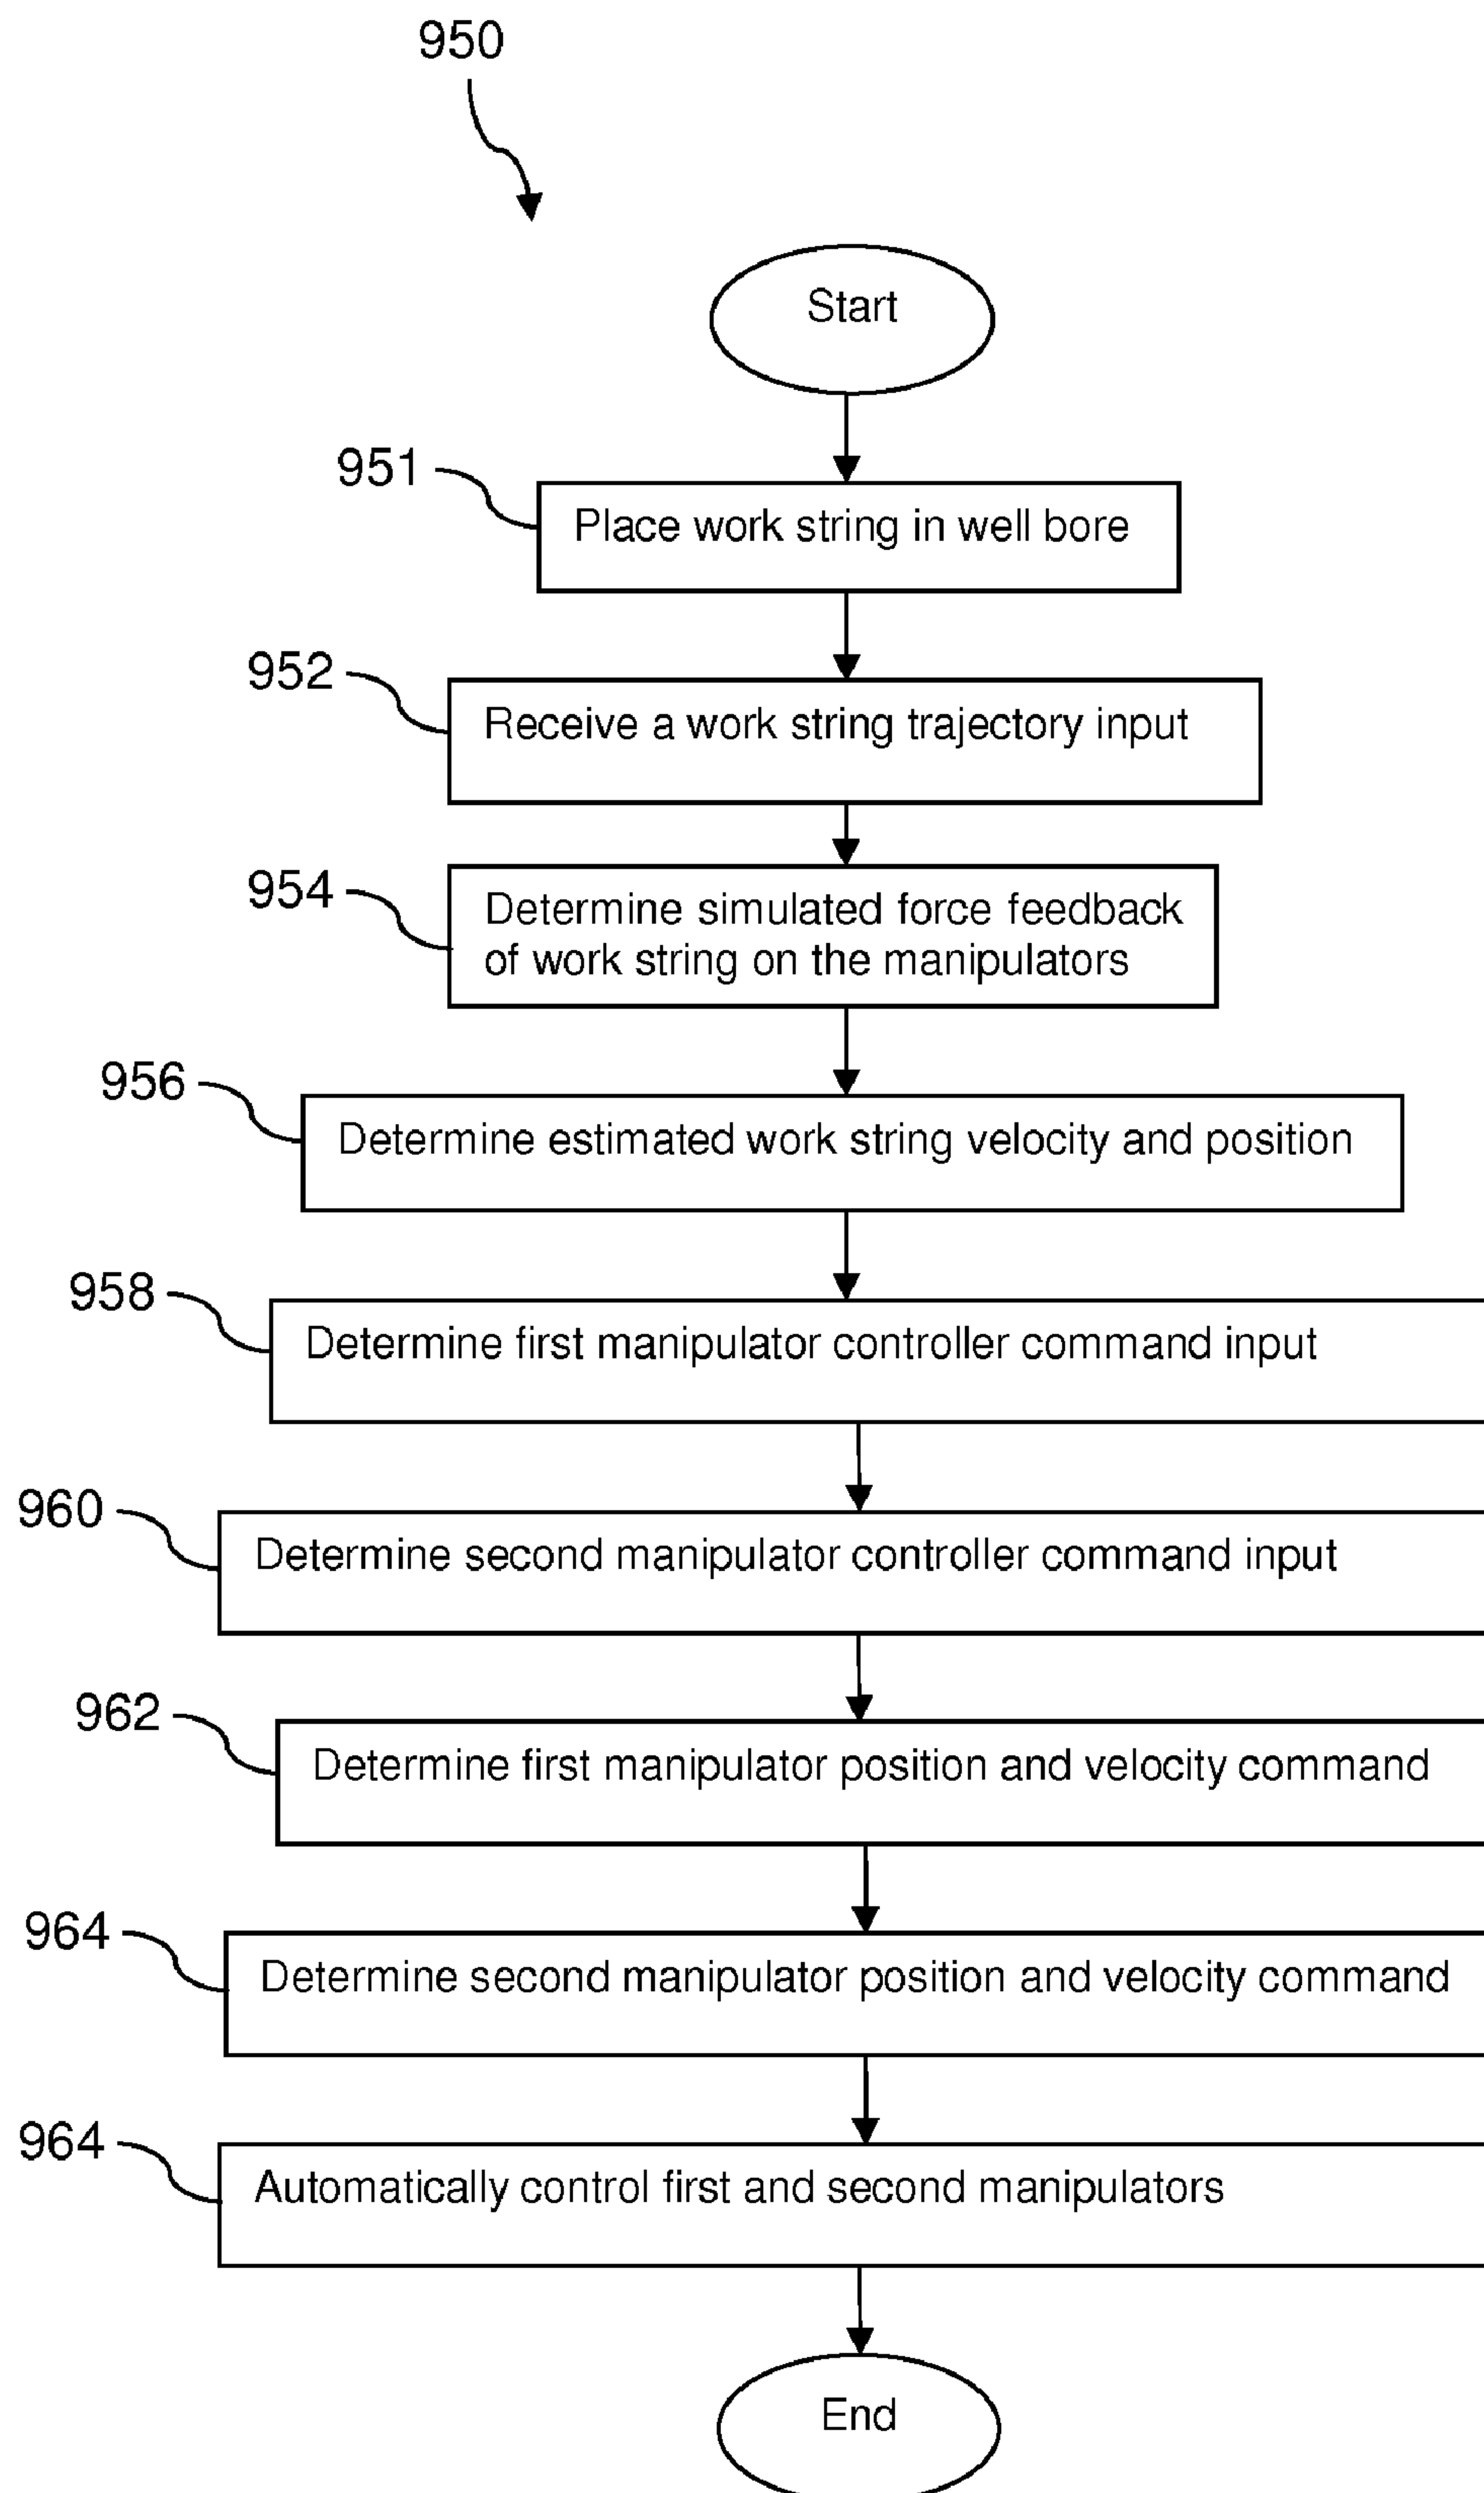 950
Start
951
Place work string in well bore
952
Receive a work string trajectory input
954
Determine simulated force feedback
of work string on the manipulators
956
Determine estimated work string velocity and position
958
Determine first manipulator controller command input
960
Determine second manipulator controller command input
962
Determine first manipulator position and velocity command
964
Determine second manipulator position and velocity command
964
Automatically control first and second manipulators
End